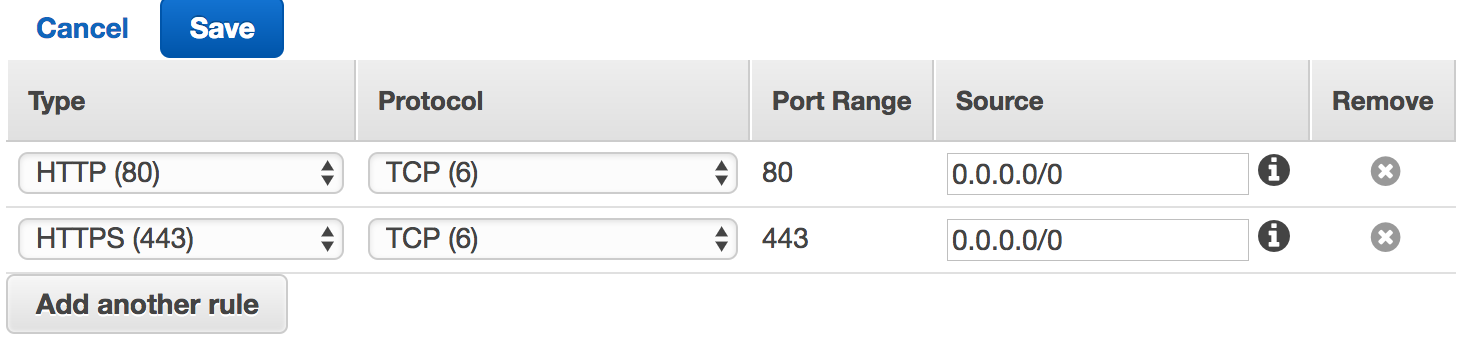 Cancel Save
Type Protocol Port Range Source Remove
HTTP (80) TCP (6) 80 0.0.0.0/0
HTTPS (443) TCP (6) 443 0.0.0.0/0
Add another rule